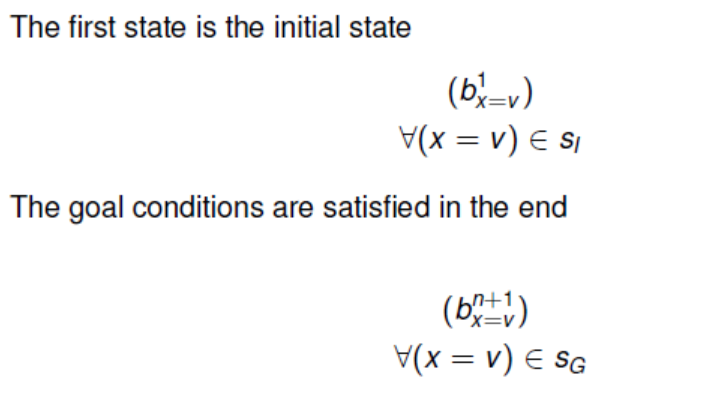 The first state is the initial state
(b¹ₓ₌ᵥ)
∀(x = v) ∈ s_I
The goal conditions are satisfied in the end
(bⁿ⁺¹ₓ₌ᵥ)
∀(x = v) ∈ s_G